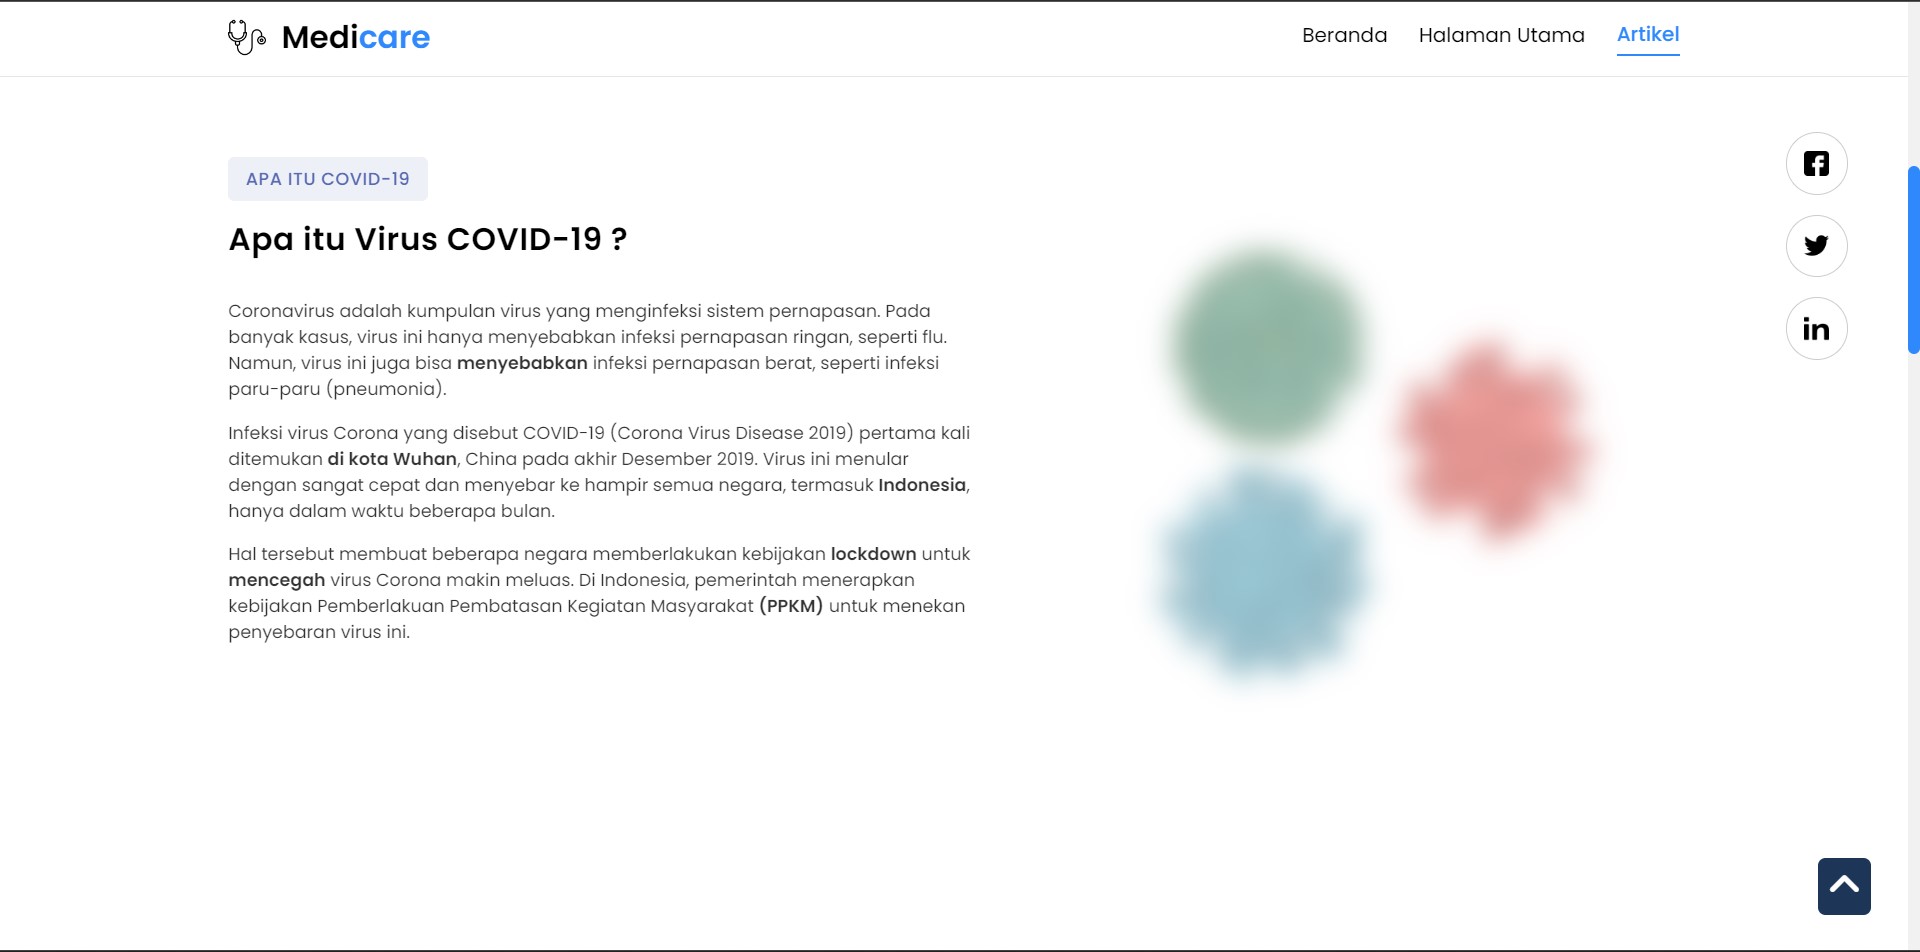 Medicare
Beranda
Halaman Utama
Artikel
APA ITU COVID-19
Apa itu Virus COVID-19 ?
Coronavirus adalah kumpulan virus yang menginfeksi sistem pernapasan. Pada
banyak kasus, virus ini hanya menyebabkan infeksi pernapasan ringan, seperti flu.
Namun, virus ini juga bisa menyebabkan infeksi pernapasan berat, seperti infeksi
paru-paru (pneumonia).
Infeksi virus Corona yang disebut COVID-19 (Corona Virus Disease 2019) pertama kali
ditemukan di kota Wuhan, China pada akhir Desember 2019. Virus ini menular
dengan sangat cepat dan menyebar ke hampir semua negara, termasuk Indonesia,
hanya dalam waktu beberapa bulan.
Hal tersebut membuat beberapa negara memberlakukan kebijakan lockdown untuk
mencegah virus Corona makin meluas. Di Indonesia, pemerintah menerapkan
kebijakan Pemberlakuan Pembatasan Kegiatan Masyarakat (PPKM) untuk menekan
penyebaran virus ini.